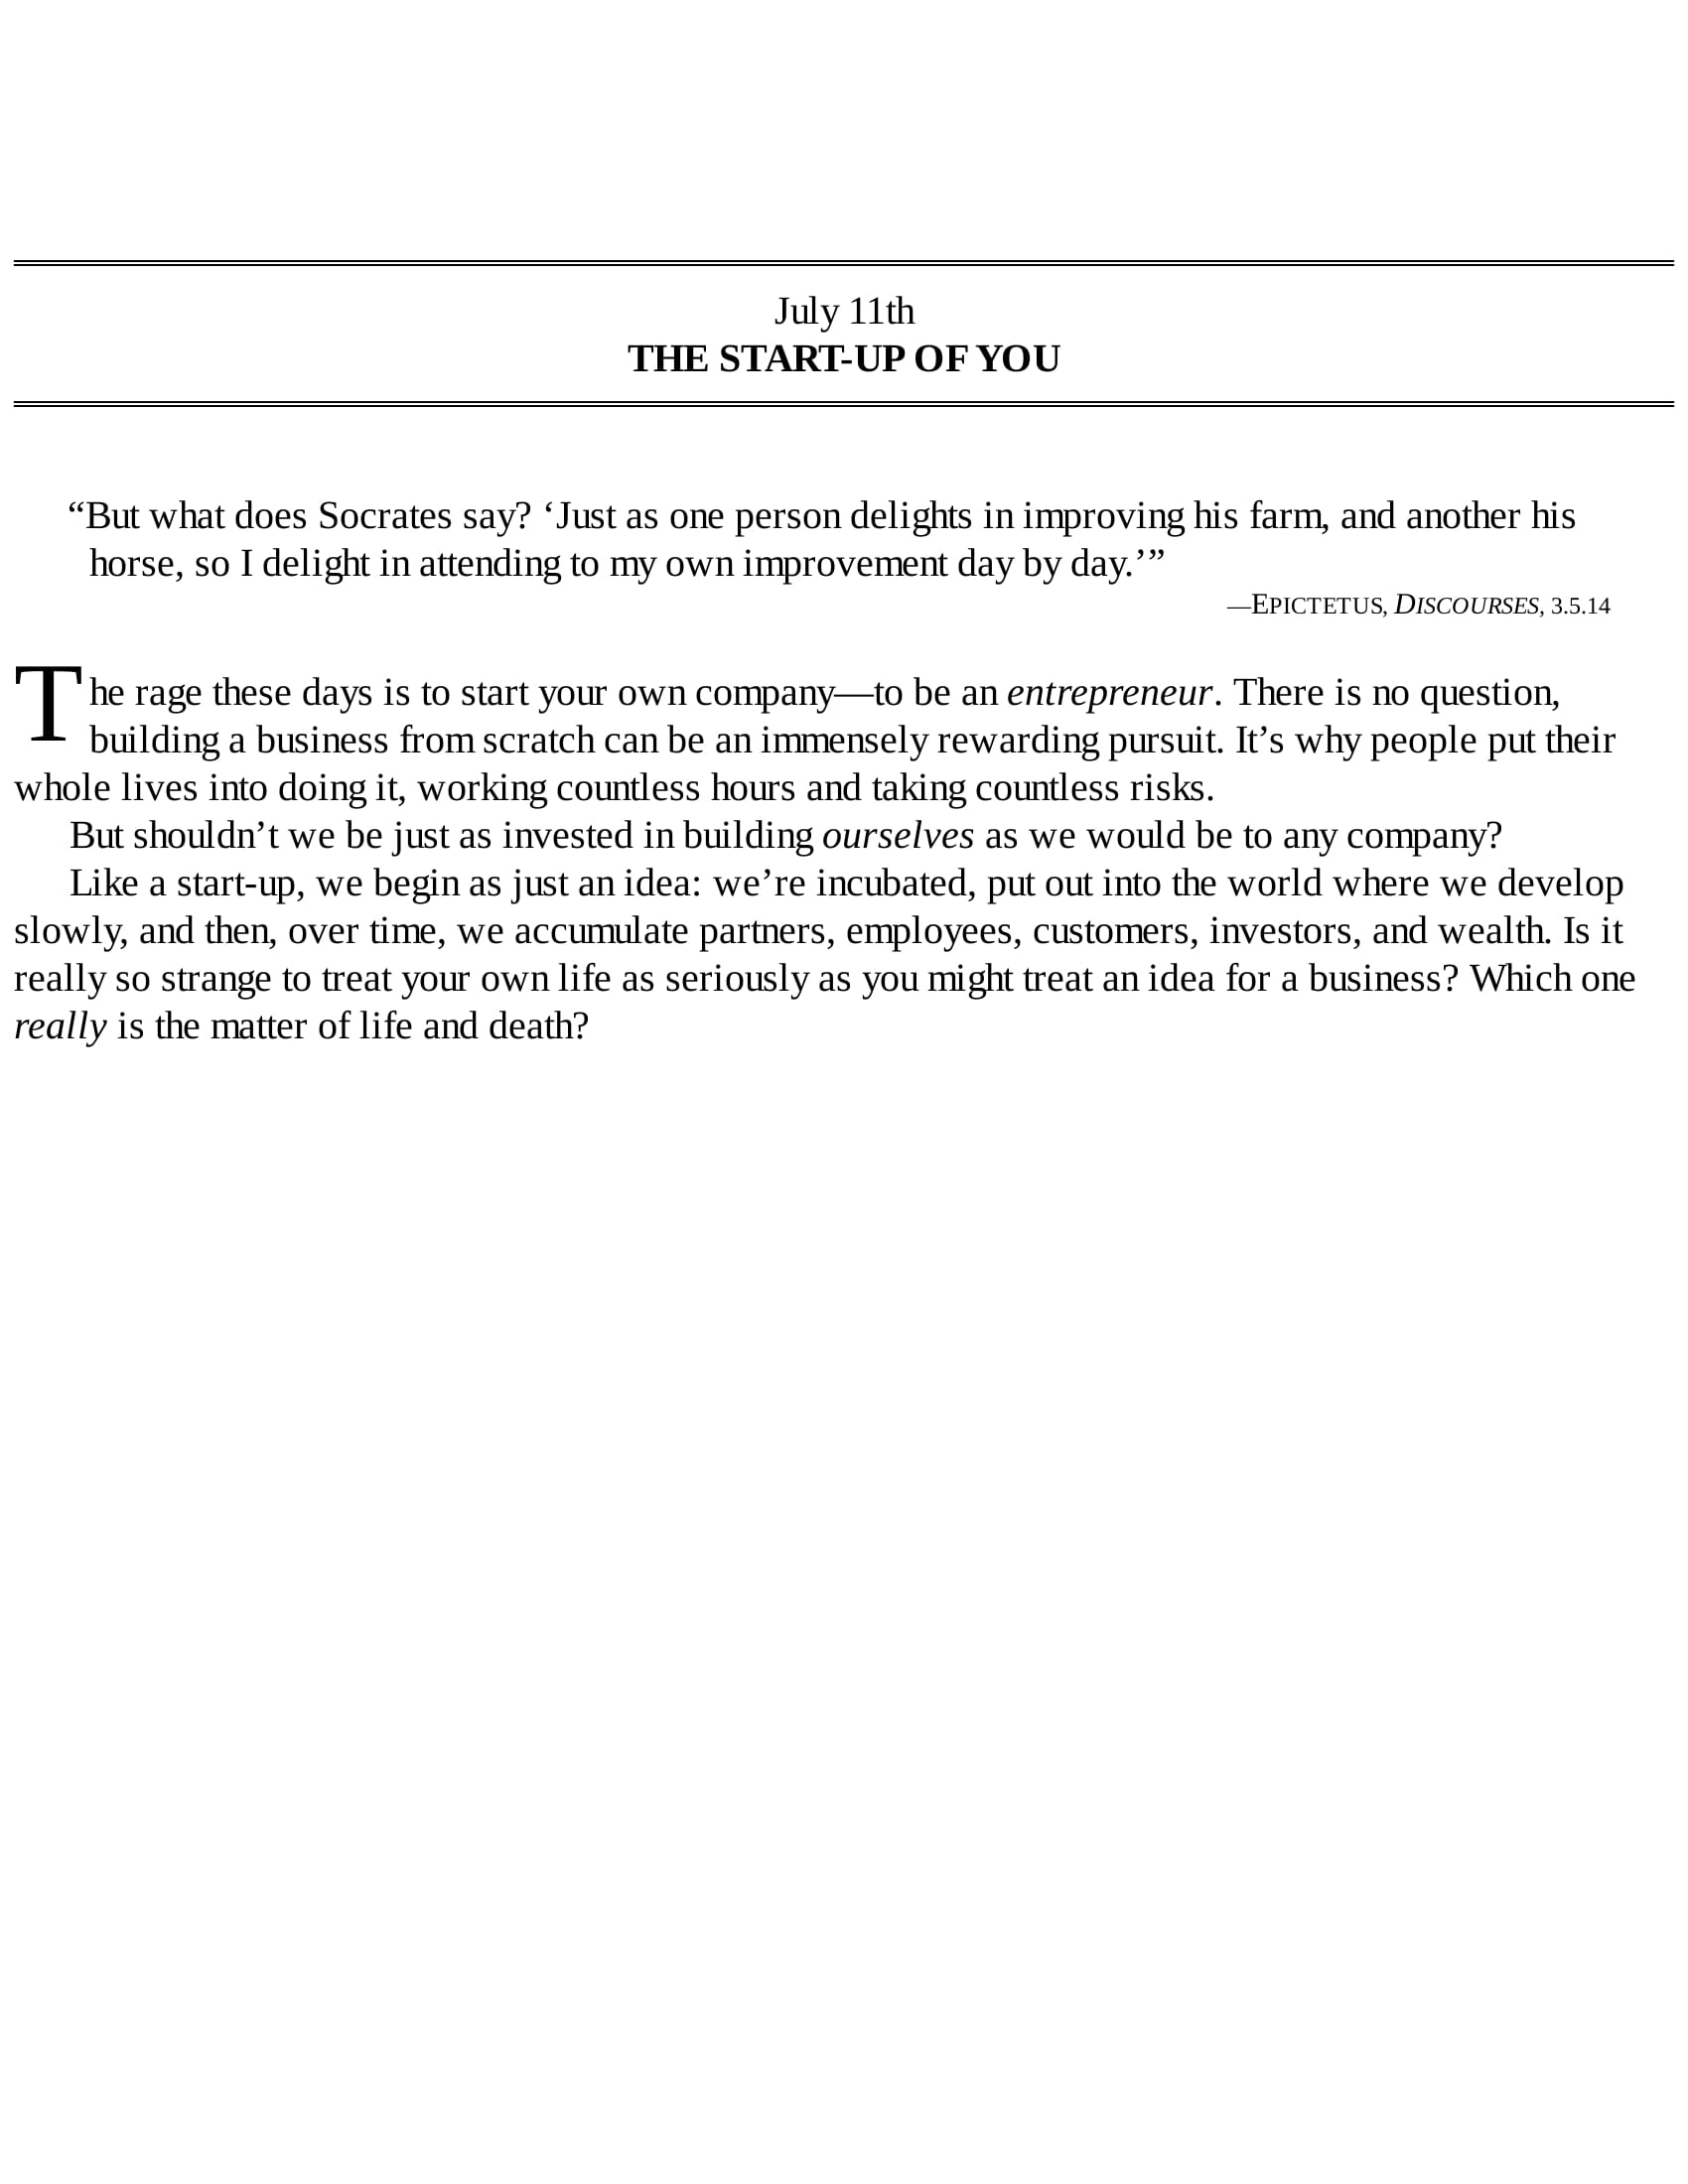 July 11th
THE START-UP OF YOU
“But what does Socrates say? ‘Just as one person delights in improving his farm, and another his
horse, so I delight in attending to my own improvement day by day.’”
—EPICTETUS, DISCOURSES, 3.5.14
The rage these days is to start your own company—to be an entrepreneur. There is no question,
building a business from scratch can be an immensely rewarding pursuit. It’s why people put their
whole lives into doing it, working countless hours and taking countless risks.
But shouldn’t we be just as invested in building ourselves as we would be to any company?
Like a start-up, we begin as just an idea: we’re incubated, put out into the world where we develop
slowly, and then, over time, we accumulate partners, employees, customers, investors, and wealth. Is it
really so strange to treat your own life as seriously as you might treat an idea for a business? Which one
really is the matter of life and death?